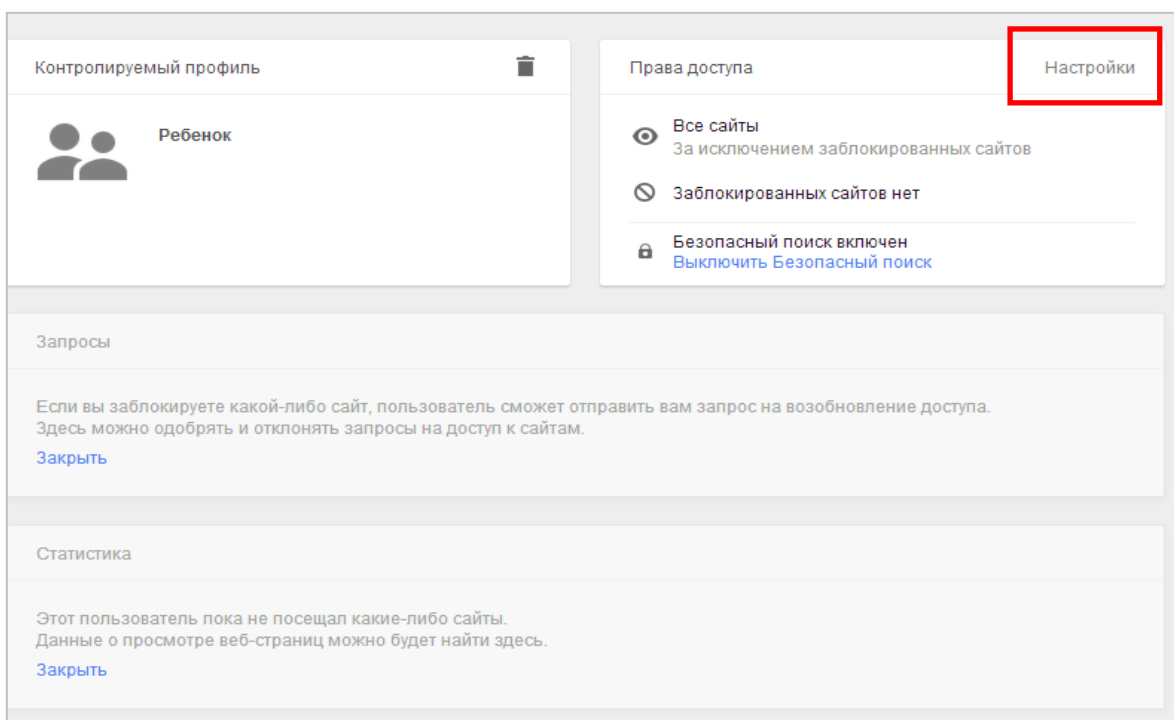 Контролируемый профиль
Ребенок
Права доступа
Настройки
Все сайты
За исключением заблокированных сайтов
Заблокированных сайтов нет
Безопасный поиск включен
Выключить Безопасный поиск
Запросы
Если вы заблокируете какой-либо сайт, пользователь сможет отправить вам запрос на возобновление доступа.
Здесь можно одобрять и отклонять запросы на доступ к сайтам.
Закрыть
Статистика
Этот пользователь пока не посещал какие-либо сайты.
Данные о просмотре веб-страниц можно будет найти здесь.
Закрыть